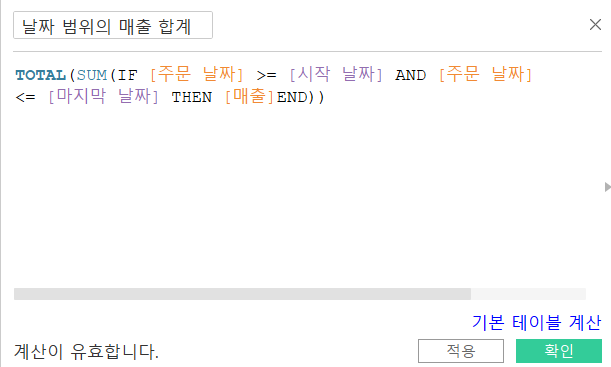 날짜 범위의 매출 합계
TOTAL(SUM(IF [주문 날짜] >= [시작 날짜] AND [주문 날짜]
<= [마지막 날짜] THEN [매출]END))
기본 테이블 계산
계산이 유효합니다.
적용
확인